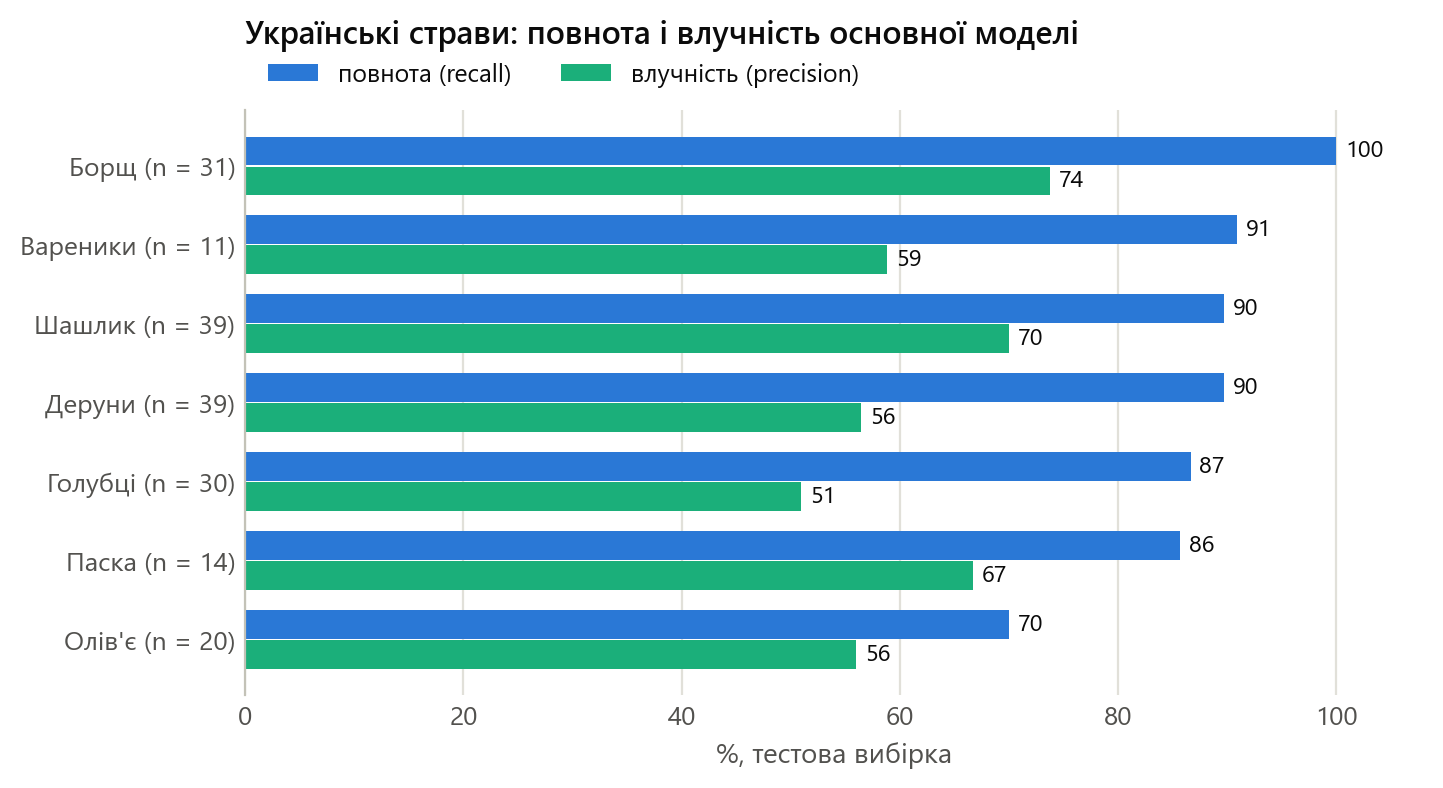 Українські страви: повнота і влучність основної моделі
повнота (recall) влучність (precision)
Борщ (n = 31) 100
74
Вареники (n = 11) 91
59
Шашлик (n = 39) 90
70
Деруни (n = 39) 90
56
Голубці (n = 30) 87
51
Паска (n = 14) 86
67
Олів'є (n = 20) 70
56
0 20 40 60 80 100
%, тестова вибірка